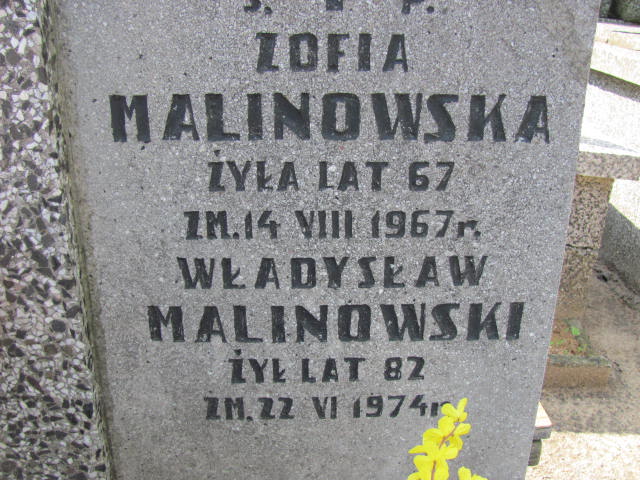 Ś. † P.
ZOFIA
MALINOWSKA
ŻYŁA LAT 67
ZM. 14 VIII 1967 r.
WŁADYSŁAW
MALINOWSKI
ŻYŁ LAT 82
ZM. 22 VI 1974 r.